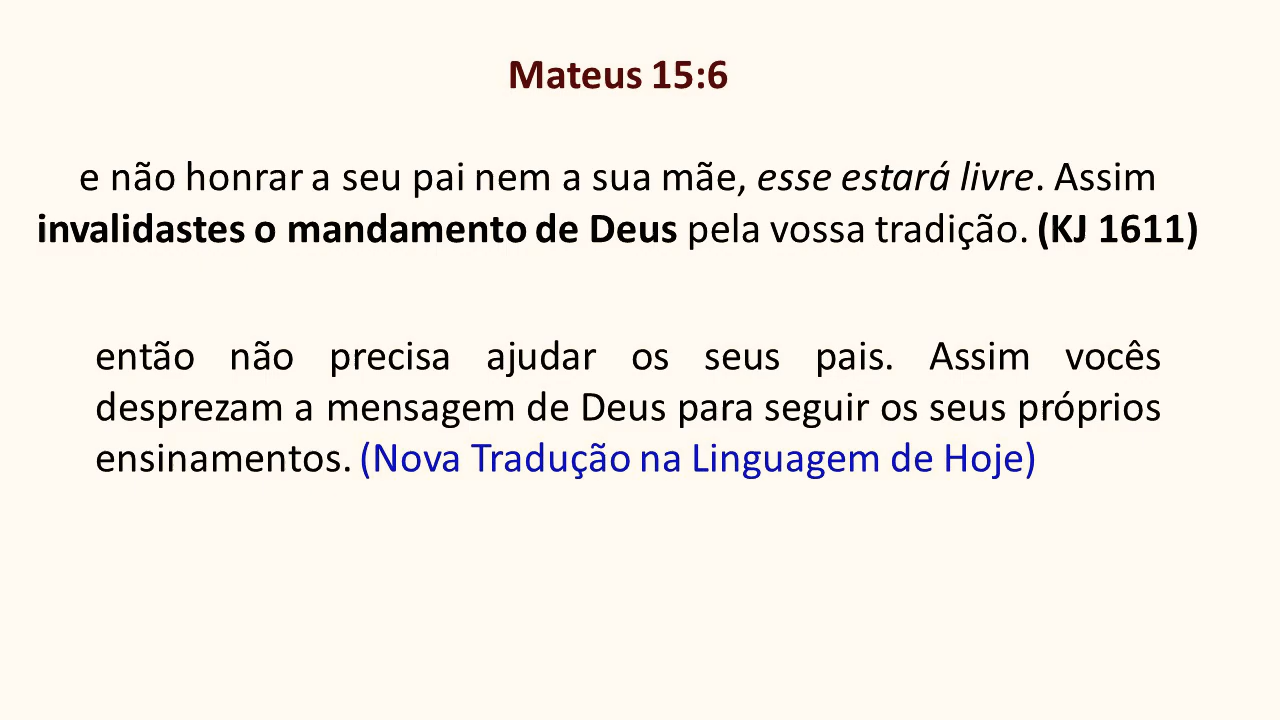 Mateus 15:6
e não honrar a seu pai nem a sua mãe, esse estará livre. Assim
invalidastes o mandamento de Deus pela vossa tradição. (KJ 1611)
então não precisa ajudar os seus pais. Assim vocês
desprezam a mensagem de Deus para seguir os seus próprios
ensinamentos. (Nova Tradução na Linguagem de Hoje)